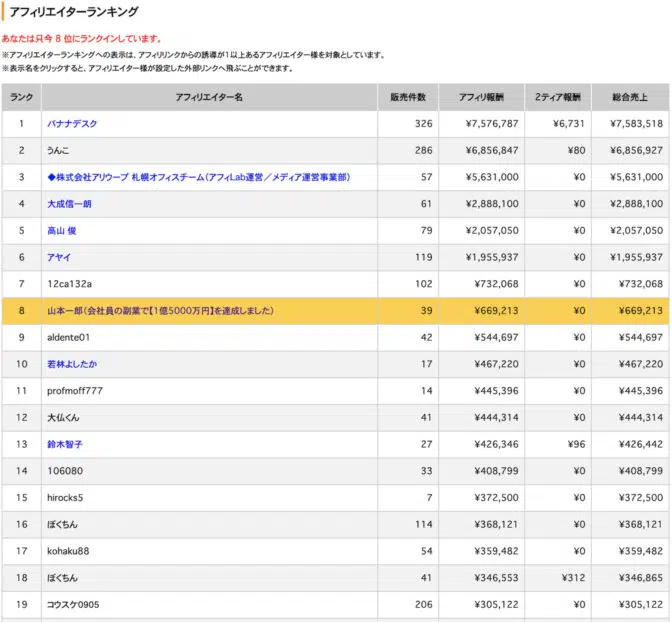 アフィリエイターランキング
あなたは只今 8 位にランクインしています。
※アフィリエイターランキングへの表示は、アフィリリンクからの誘導が1以上あるアフィリエイター様を対象としています。
※表示名をクリックすると、アフィリエイター様が設定した外部リンクへ飛ぶことができます。
ランク アフィリエイター名 販売件数 アフィリ報酬 2ティア報酬 総合売上
1 バナナデスク 326 ¥7,576,787 ¥6,731 ¥7,583,518
2 うんこ 286 ¥6,856,847 ¥80 ¥6,856,927
3 ◆株式会社アリウープ 札幌オフィスチーム(アフィLab運営/メディア運営事業部) 57 ¥5,631,000 ¥0 ¥5,631,000
4 大成信一朗 61 ¥2,888,100 ¥0 ¥2,888,100
5 高山 俊 79 ¥2,057,050 ¥0 ¥2,057,050
6 アヤイ 119 ¥1,955,937 ¥0 ¥1,955,937
7 12ca132a 102 ¥732,068 ¥0 ¥732,068
8 山本一郎(会社員の副業で【1億5000万円】を達成しました) 39 ¥669,213 ¥0 ¥669,213
9 aldente01 42 ¥544,697 ¥0 ¥544,697
10 若林よしたか 17 ¥467,220 ¥0 ¥467,220
11 profmoff777 14 ¥445,396 ¥0 ¥445,396
12 大仏くん 41 ¥444,314 ¥0 ¥444,314
13 鈴木智子 27 ¥426,346 ¥96 ¥426,442
14 106080 33 ¥408,799 ¥0 ¥408,799
15 hirocks5 7 ¥372,500 ¥0 ¥372,500
16 ぼくちん 114 ¥368,121 ¥0 ¥368,121
17 kohaku88 54 ¥359,482 ¥0 ¥359,482
18 ぼくちん 41 ¥346,553 ¥312 ¥346,865
19 コウスケ0905 206 ¥305,122 ¥0 ¥305,122